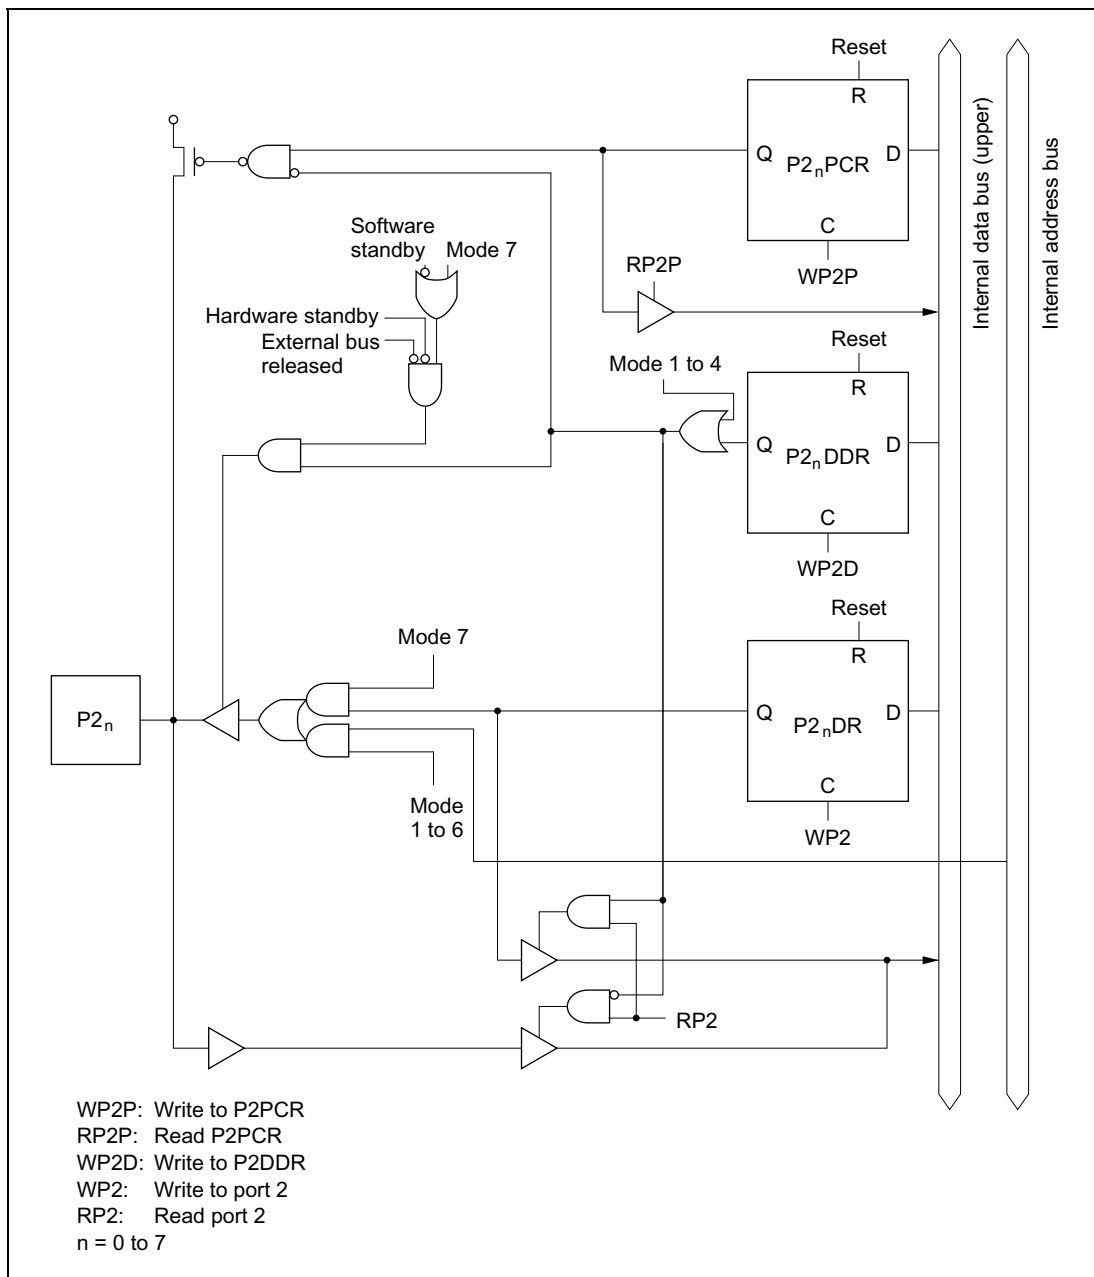 Reset
R
Q
P2nPCR
D
C
WP2P
Internal data bus (upper)
Internal address bus
Software
standby
Mode 7
RP2P
Hardware standby
External bus
released
Reset
Mode 1 to 4
R
Q
P2nDDR
D
C
WP2D
Reset
Mode 7
R
P2n
Q
P2nDR
D
C
Mode
1 to 6
WP2
RP2
WP2P: Write to P2PCR
RP2P: Read P2PCR
WP2D: Write to P2DDR
WP2: Write to port 2
RP2: Read port 2
n = 0 to 7